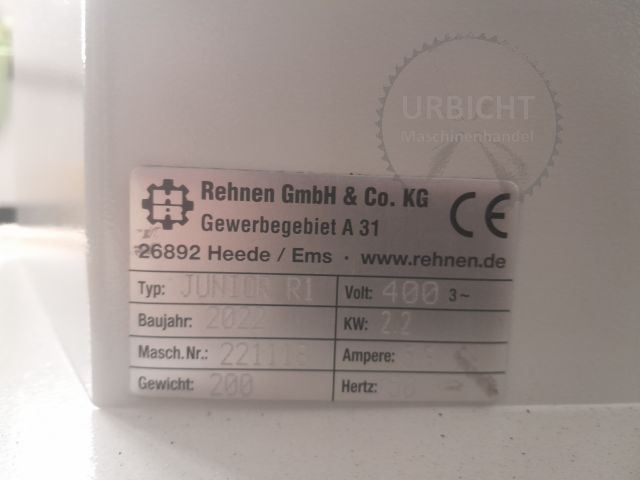 URBICHT
Maschinenhandel
Rehnen GmbH & Co. KG
Gewerbegebiet A 31
26892 Heede / Ems · www.rehnen.de
CE
Typ: JUNIOR R1
Volt: 400 3~
Baujahr: 2022
KW: 2.2
Masch.Nr.:
Ampere:
Gewicht: 200
Hertz: